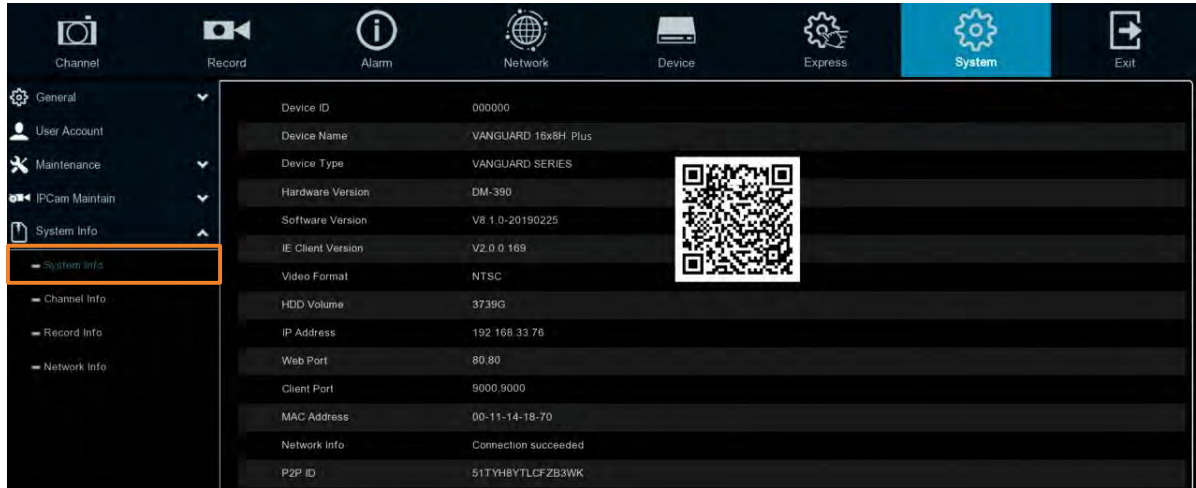 Channel Record Alarm Network Device Express System Exit
General
User Account
Maintenance
IPCam Maintain
System Info
System Info
Channel Info
Record Info
Network Info
Device ID 000000
Device Name VANGUARD 16x8H Plus
Device Type VANGUARD SERIES
Hardware Version DM-390
Software Version V8.1.0-20190225
IE Client Version V2.0.0.169
Video Format NTSC
HDD Volume 3739G
IP Address 192.168.33.76
Web Port 80,80
Client Port 9000,9000
MAC Address 00-11-14-18-70
Network Info Connection succeeded
P2P ID 51TYH8YTLCFZB3WK